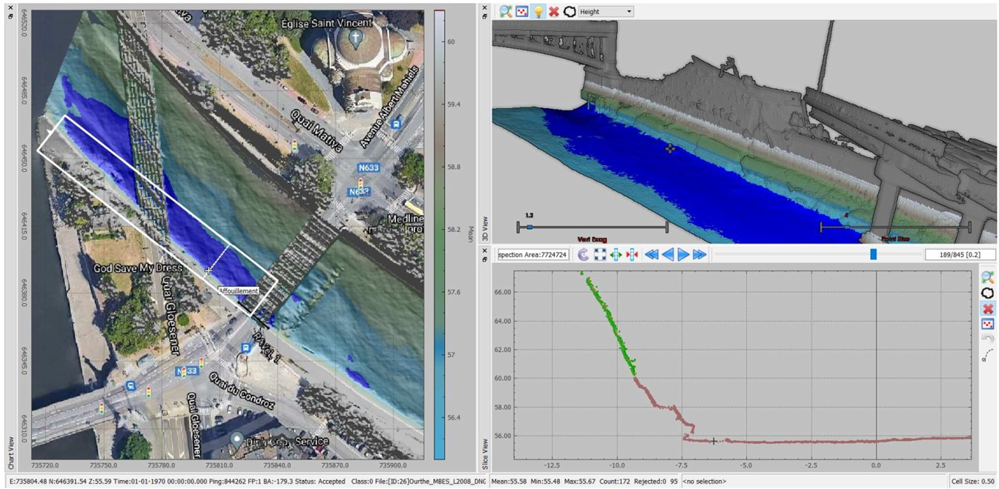 Chart View
646520.0
646485.0
646450.0
646415.0
646380.0
646345.0
646310.0
735720.0
735750.0
735780.0
735810.0
735840.0
735870.0
735900.0
Église Saint Vincent
Quai Mativa
Avenue Albert Mahiels
N633
N633
Medline
God Save My Dress
Affouillement
Quai Gloesener
RAVeL 1
N633
Quai du Condroz
Quai Gloesener
Service
60
59.4
58.8
58.2
57.6
57
56.4
Mean
Height
3D View
1.2
Vert Exag
4
Point Size
spection Area:7724724
189/845 [0.2]
Slice View
66.00
64.00
62.00
60.00
58.00
56.00
-12.5
-10.0
-7.5
-5.0
-2.5
0.0
2.5
E:735804.48 N:646391.54 Z:55.59 Time:01-01-1970 00:00:00.000 Ping:844262 FP:1 BA:-179.3 Status: Accepted Class:0 File:[ID:26]Ourthe_MBES_L2008_DNG
Mean:55.58 Min:55.48 Max:55.67 Count:172 Rejected:0 95
<no selection>
Cell Size: 0.50